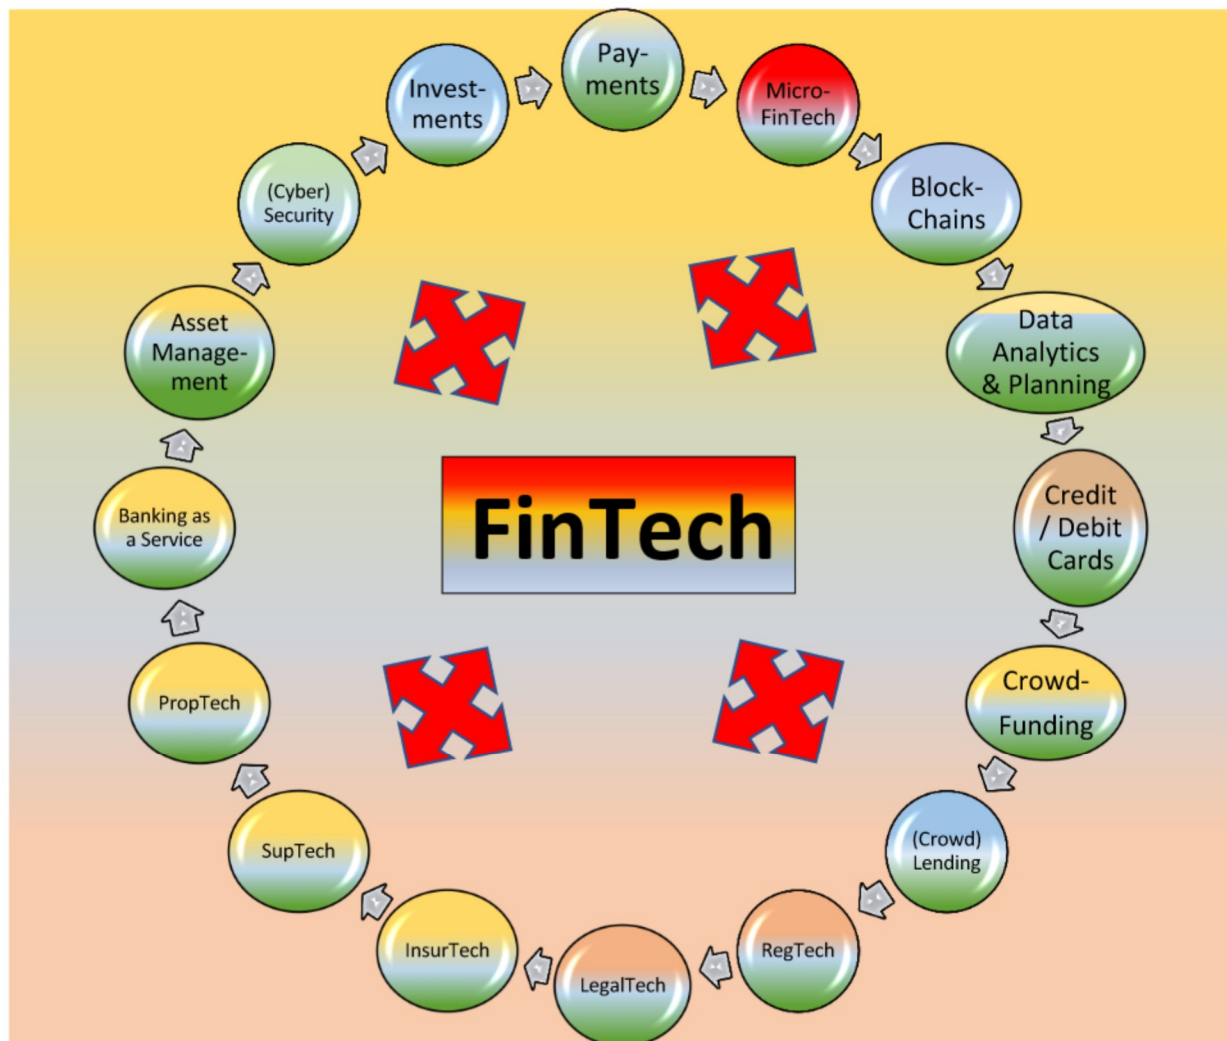 Pay-
ments
Micro-
FinTech
Block-
Chains
Data
Analytics
& Planning
Credit
/ Debit
Cards
Crowd-
Funding
(Crowd)
Lending
RegTech
LegalTech
InsurTech
SupTech
PropTech
Banking as
a Service
Asset
Manage-
ment
(Cyber)
Security
Invest-
ments
FinTech